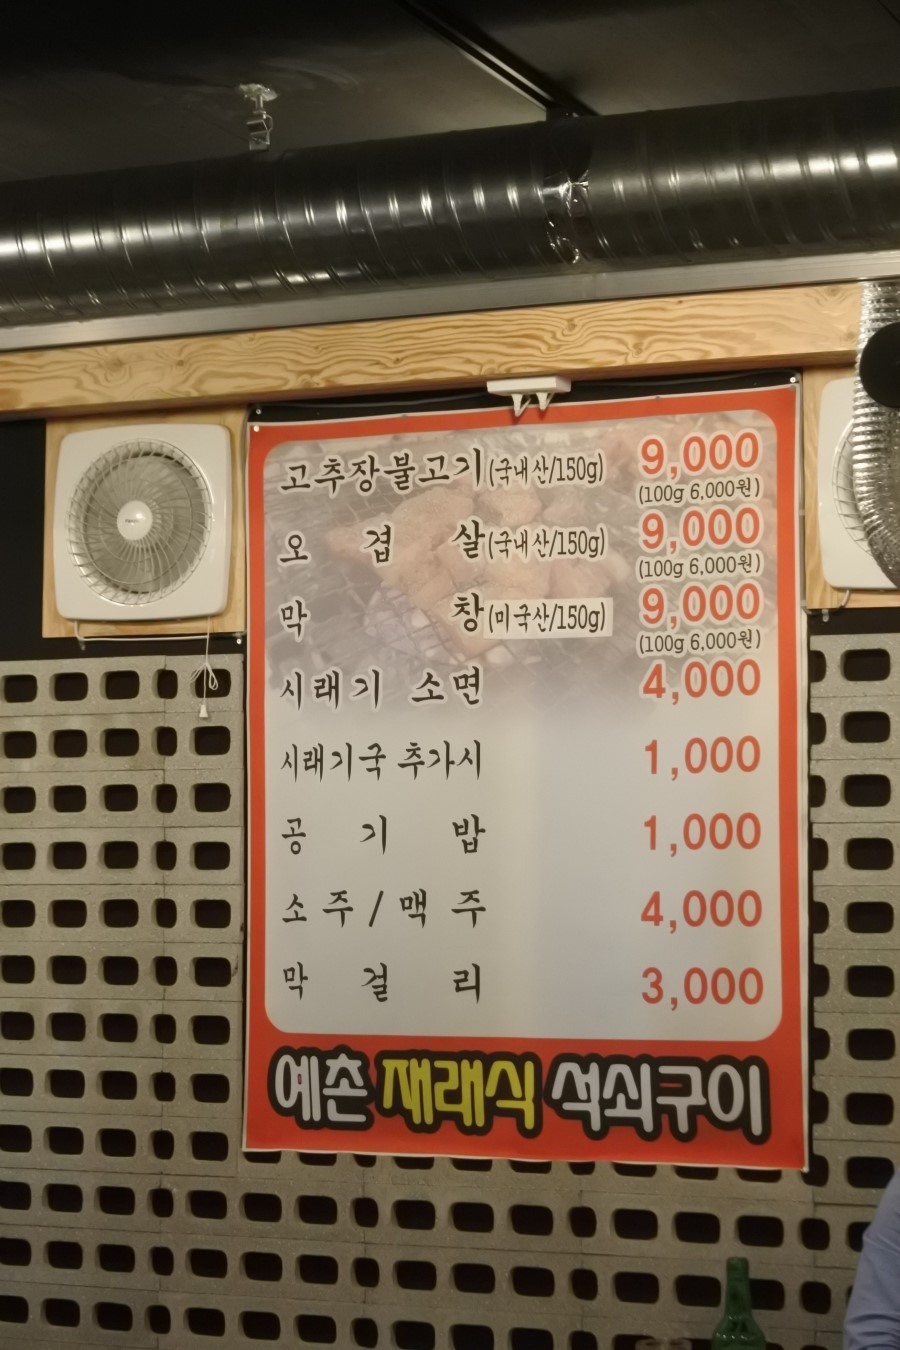 고추장불고기(국내산/150g) 9,000
(100g 6,000원)
오겹살(국내산/150g) 9,000
(100g 6,000원)
막창(미국산/150g) 9,000
(100g 6,000원)
시래기 소면 4,000
시래기국 추가시 1,000
공기밥 1,000
소주/맥주 4,000
막걸리 3,000
예촌 재래식 석쇠구이